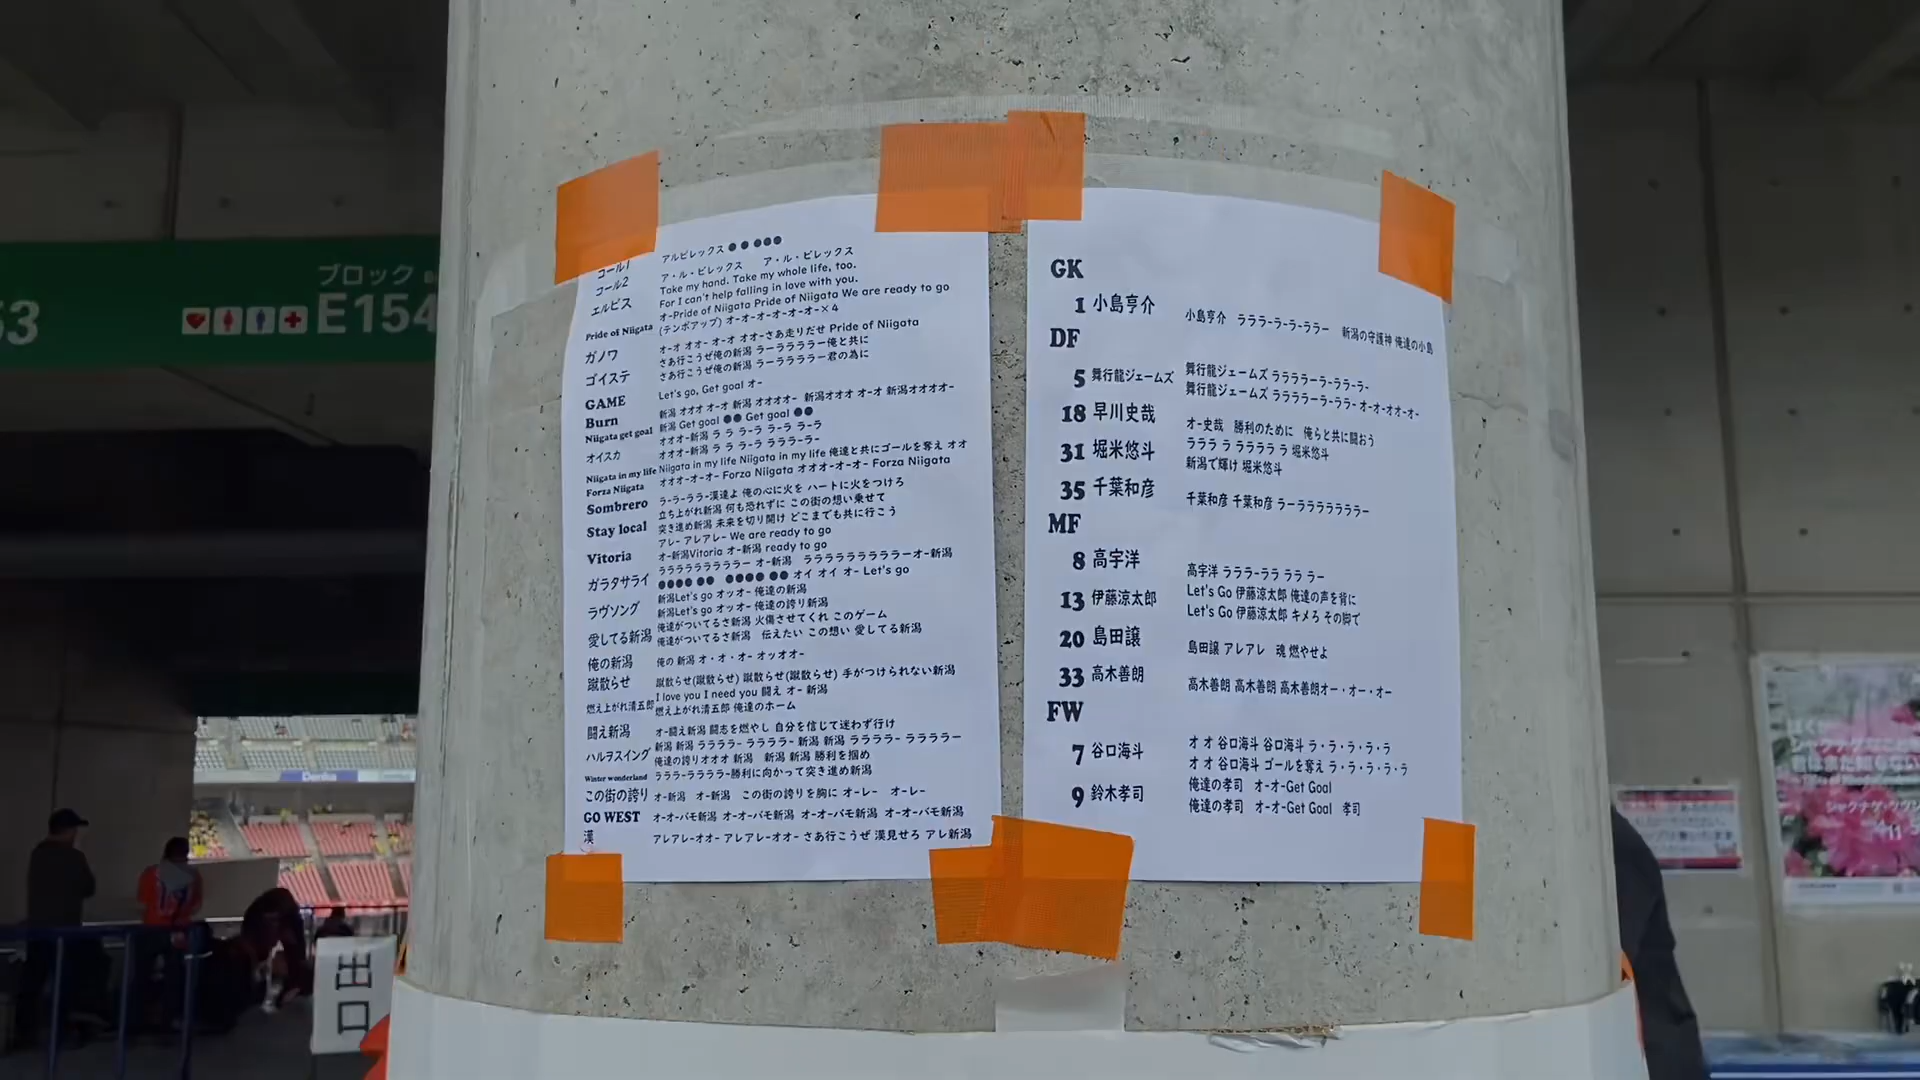 ブロック
53
E154
コール1 アルビレックス ● ● ●●●
コール2 ア・ル・ビレックス ア・ル・ビレックス
エルビス Take my hand. Take my whole life, too.
For I can't help falling in love with you.
Pride of Niigata オ-Pride of Niigata Pride of Niigata We are ready to go
(テンポアップ) オ-オ-オ-オ-オ-オ-×4
ガノワ オ-オ オオ- オ-オ オオ-さあ走りだせ Pride of Niigata
ゴイステ さあ行こうぜ俺の新潟 ラーララララー俺と共に
さあ行こうぜ俺の新潟 ラーララララー君の為に
GAME Let's go, Get goal オ-
Burn 新潟 オオオ オ-オ 新潟 オオオオ- 新潟オオオ オ-オ 新潟オオオオ-
Niigata get goal 新潟 Get goal ●● Get goal ●●
オイスカ オオオ-新潟 ラ ラ ラ-ラ ラ-ラ ラ-ラ
オオオ-新潟 ラ ラ ラ-ラ ララララ-ラ-
Niigata in my life Niigata in my life Niigata in my life 俺達と共にゴールを奪え オオ
Forza Niigata オオオ-オ-オ- Forza Niigata オオオ-オ-オ- Forza Niigata
Sombrero ラ-ラ-ララ-漢達よ 俺の心に火を ハートに火をつけろ
Stay local 立ち上がれ新潟 何も恐れずに この街の想い乗せて
突き進め新潟 未来を切り開け どこまでも共に行こう
Vitoria アレ- アレアレ- We are ready to go
オ-新潟Vitoria オ-新潟 ready to go
ガラタサライ ララララララララララー オ-新潟 ララララララララララーオ-新潟
●●●● ●● ●●●● ●● オイ オイ オ- Let's go
ラヴソング 新潟Let's go オッオ- 俺達の新潟
新潟Let's go オッオ- 俺達の誇り新潟
愛してる新潟 俺達がついてるさ新潟 火傷させてくれ このゲーム
俺達がついてるさ新潟 伝えたい この想い 愛してる新潟
俺の新潟 俺の 新潟 オ・オ・オ- オッオオ-
蹴散らせ 蹴散らせ(蹴散らせ) 蹴散らせ(蹴散らせ) 手がつけられない新潟
I love you I need you 闘え オ- 新潟
燃え上がれ清五郎 燃え上がれ清五郎 俺達のホーム
闘え新潟 オ-闘え新潟 闘志を燃やし 自分を信じて迷わず行け
ハルヲスイング 新潟 新潟 ララララ- ララララ- 新潟 新潟 ララララ- ララララー
俺達の誇りオオオ 新潟 新潟 新潟 勝利を掴め
Winter wonderland ラララ-ララララ-勝利に向かって突き進め新潟
この街の誇り オ-新潟 オ-新潟 この街の誇りを胸に オーレ- オーレ-
GO WEST オ-オ-バモ新潟 オ-オ-バモ新潟 オ-オ-バモ新潟 オ-オ-バモ新潟
漢 アレアレ-オオ- アレアレ-オオ- さあ行こうぜ 漢見せろ アレ新潟
GK
1 小島亨介 小島亨介 ラララ-ラ-ラ-ララー 新潟の守護神 俺達の小島
DF
5 舞行龍ジェームズ 舞行龍ジェームズ ララララーラ-ララ-ラ-
舞行龍ジェームズ ララララーラ-ララ- オ-オ-オオ-オ-
18 早川史哉 オ-史哉 勝利のために 俺らと共に闘おう
31 堀米悠斗 ラララ ラ ララララ ラ 堀米悠斗
新潟で輝け 堀米悠斗
35 千葉和彦 千葉和彦 千葉和彦 ラーララララララー
MF
8 高宇洋 高宇洋 ラララ-ララ ララ ラー
13 伊藤涼太郎 Let's Go 伊藤涼太郎 俺達の声を背に
Let's Go 伊藤涼太郎 キメろ その脚で
20 島田譲 島田譲 アレアレ 魂 燃やせよ
33 高木善朗 高木善朗 高木善朗 高木善朗オー・オー・オー
FW
7 谷口海斗 オ オ 谷口海斗 谷口海斗 ラ・ラ・ラ・ラ・ラ
オ オ 谷口海斗 ゴールを奪え ラ・ラ・ラ・ラ・ラ
9 鈴木孝司 俺達の孝司 オ-オ-Get Goal
俺達の孝司 オ-オ-Get Goal 孝司
Denka
出口